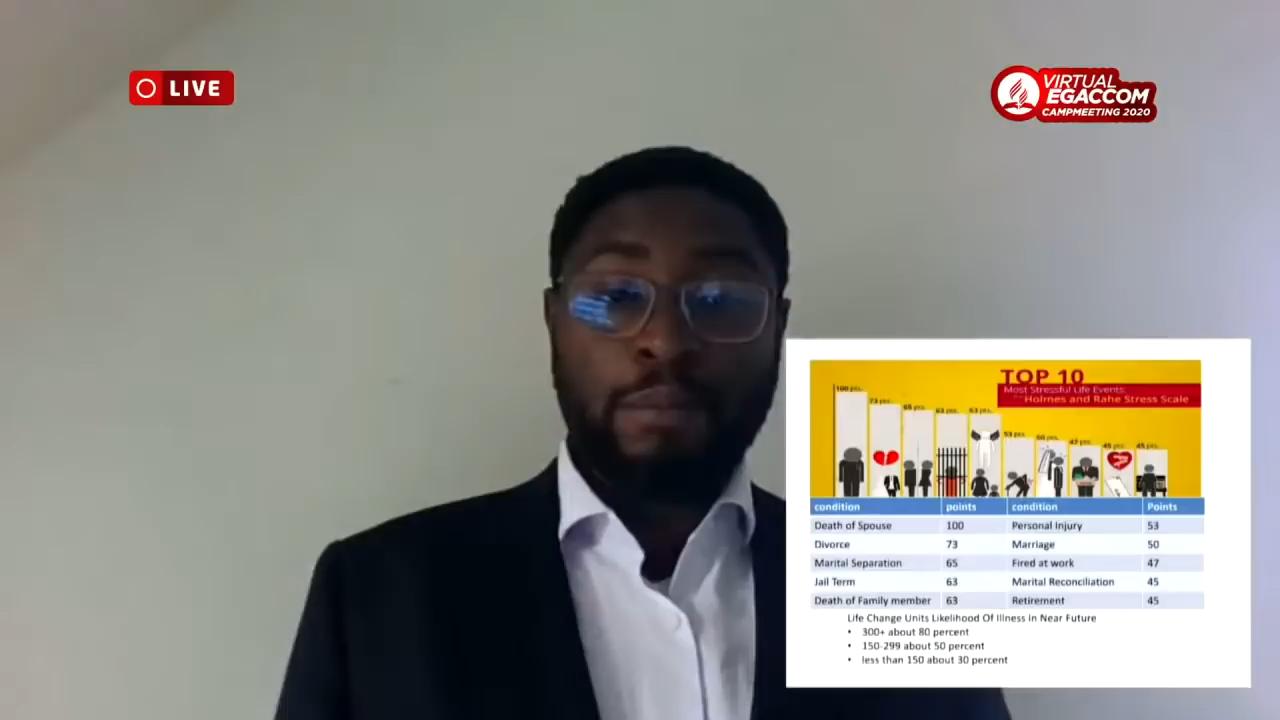 LIVE
VIRTUAL
EGACCOM
CAMPMEETING 2020
TOP 10
Most Stressful Life Events:
Holmes and Rahe Stress Scale
100 pts.
73 pts.
65 pts.
63 pts.
63 pts.
53 pts.
50 pts.
47 pts.
45 pts.
45 pts.
condition points condition Points
Death of Spouse 100 Personal Injury 53
Divorce 73 Marriage 50
Marital Separation 65 Fired at work 47
Jail Term 63 Marital Reconciliation 45
Death of Family member 63 Retirement 45
Life Change Units Likelihood Of Illness In Near Future
• 300+ about 80 percent
• 150-299 about 50 percent
• less than 150 about 30 percent